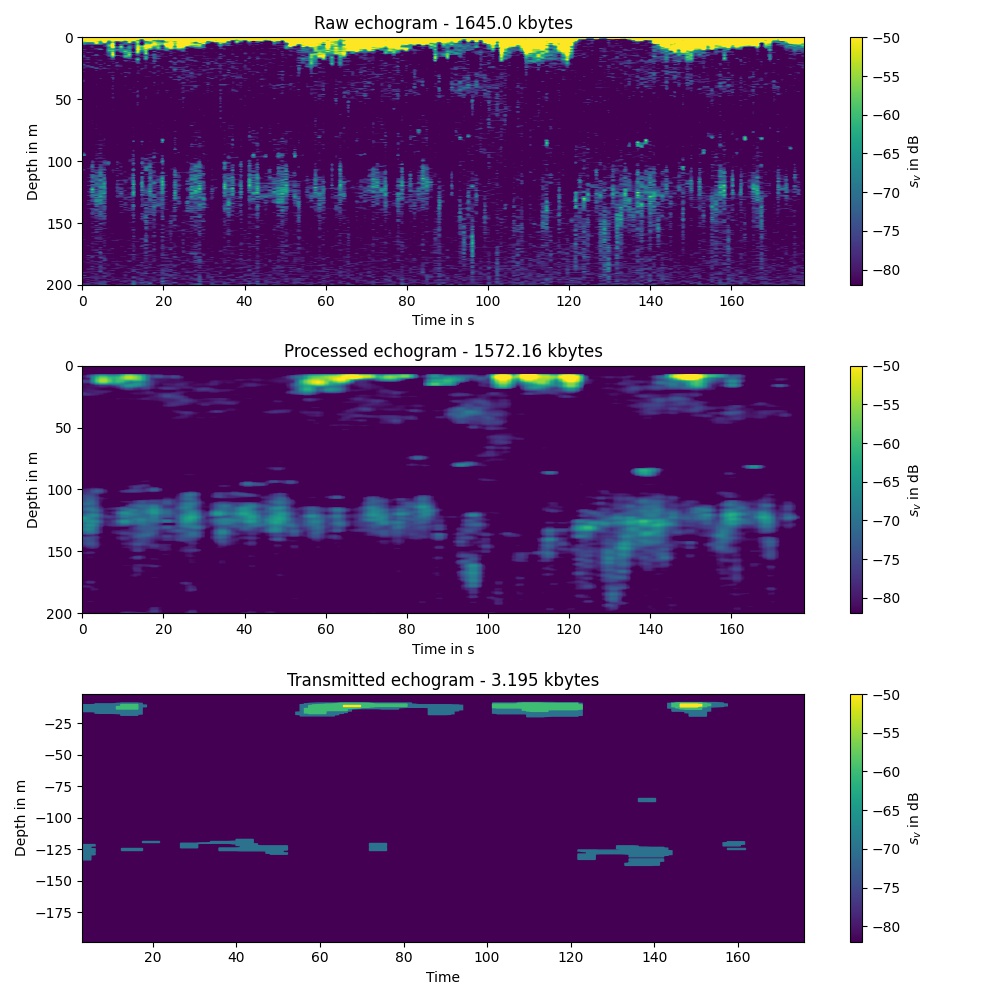 Raw echogram - 1645.0 kbytes
0
50
100
150
200
Depth in m
0 20 40 60 80 100 120 140 160
Time in s
−50
−55
−60
−65
−70
−75
−80
sv in dB
Processed echogram - 1572.16 kbytes
0
50
100
150
200
Depth in m
0 20 40 60 80 100 120 140 160
Time in s
−50
−55
−60
−65
−70
−75
−80
sv in dB
Transmitted echogram - 3.195 kbytes
−25
−50
−75
−100
−125
−150
−175
Depth in m
20 40 60 80 100 120 140 160
Time
−50
−55
−60
−65
−70
−75
−80
sv in dB